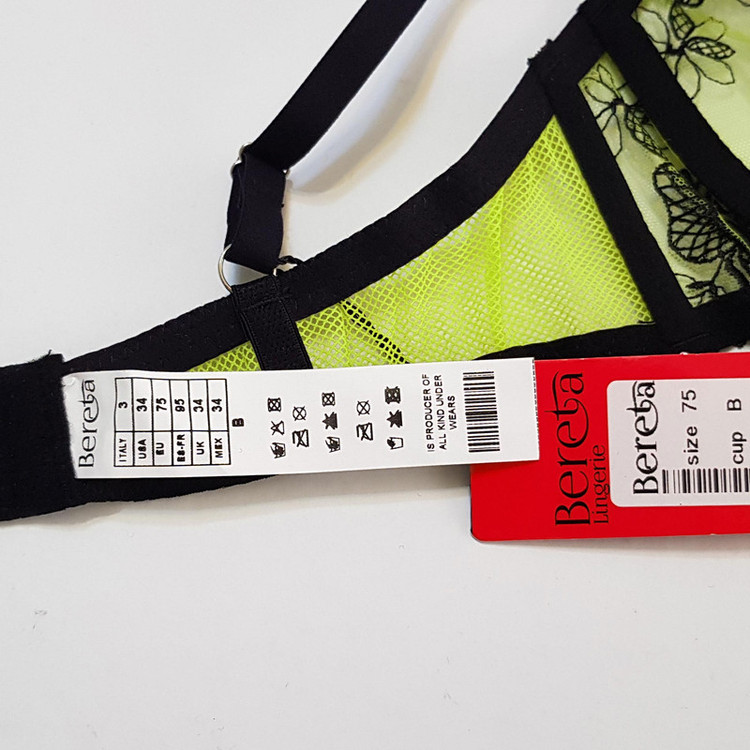 Bereta
ITALY 3
USA 34
EU 75
ES-FR 95
UK 34
MEX 34
B
IS PRODUCER OF
ALL KIND UNDER
WEARS
Bereta
Lingerie
Bereta
size 75
cup B